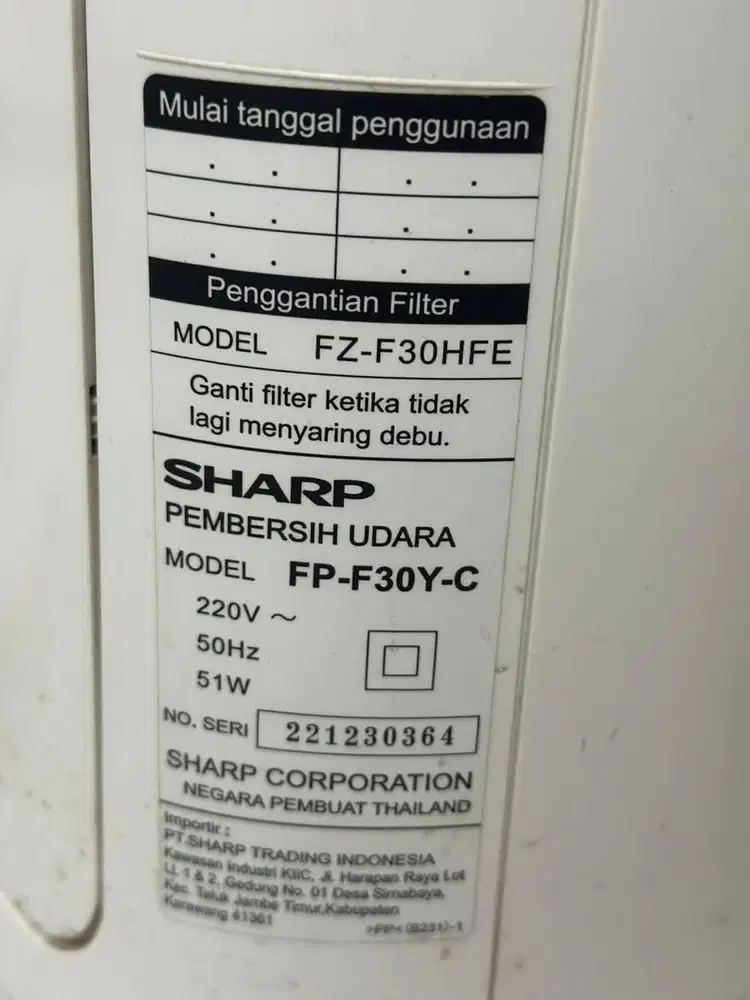 Mulai tanggal penggunaan
. . . .
. . . .
. . . .
Penggantian Filter
MODEL FZ-F30HFE
Ganti filter ketika tidak
lagi menyaring debu.
SHARP
PEMBERSIH UDARA
MODEL FP-F30Y-C
220V ~
50Hz
51W
NO. SERI 221230364
SHARP CORPORATION
NEGARA PEMBUAT THAILAND
Importir :
PT.SHARP TRADING INDONESIA
Kawasan Industri KIIC, Jl. Harapan Raya Lot
LL 1 & 2, Gedung No. 01 Desa Sirnabaya,
Kec. Teluk Jambe Timur,Kabupaten
Karawang 41361
>PP< (B231)-1